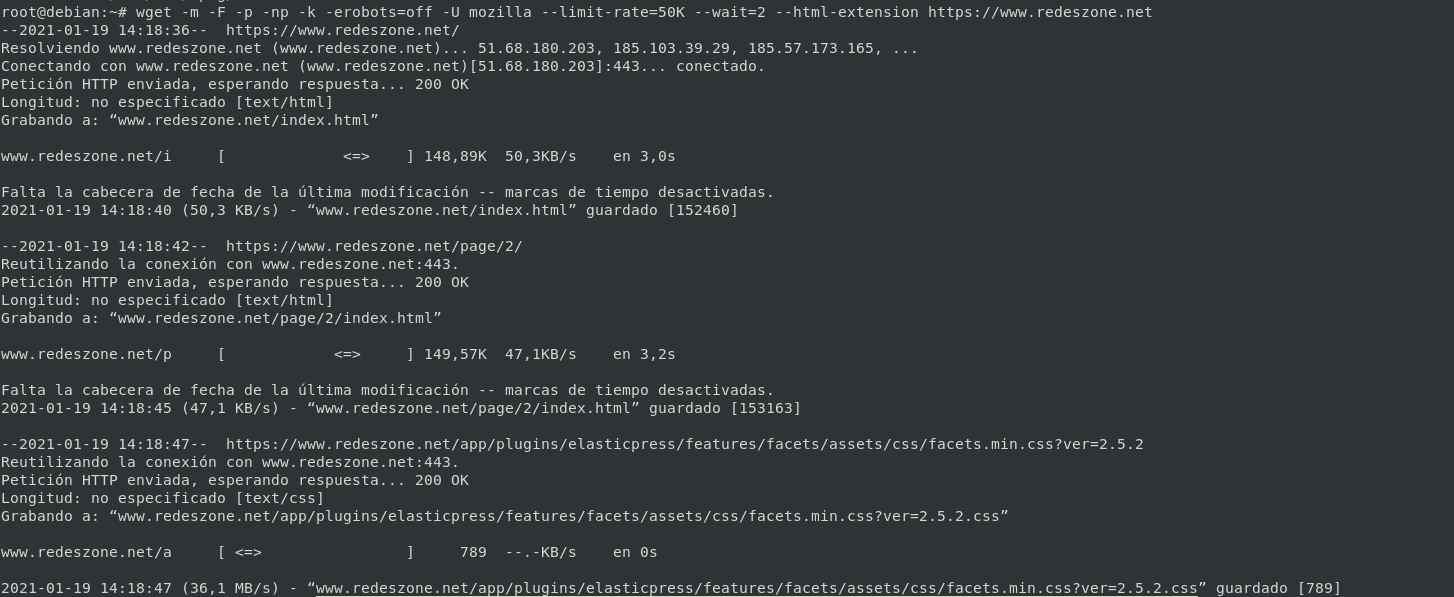 root@debian:~# wget -m -F -p -np -k -erobots=off -U mozilla --limit-rate=50K --wait=2 --html-extension https://www.redeszone.net
--2021-01-19 14:18:36--  https://www.redeszone.net/
Resolviendo www.redeszone.net (www.redeszone.net)... 51.68.180.203, 185.103.39.29, 185.57.173.165, ...
Conectando con www.redeszone.net (www.redeszone.net)[51.68.180.203]:443... conectado.
Petición HTTP enviada, esperando respuesta... 200 OK
Longitud: no especificado [text/html]
Grabando a: “www.redeszone.net/index.html”

www.redeszone.net/i     [             <=>    ] 148,89K  50,3KB/s    en 3,0s

Falta la cabecera de fecha de la última modificación -- marcas de tiempo desactivadas.
2021-01-19 14:18:40 (50,3 KB/s) - “www.redeszone.net/index.html” guardado [152460]

--2021-01-19 14:18:42--  https://www.redeszone.net/page/2/
Reutilizando la conexión con www.redeszone.net:443.
Petición HTTP enviada, esperando respuesta... 200 OK
Longitud: no especificado [text/html]
Grabando a: “www.redeszone.net/page/2/index.html”

www.redeszone.net/p     [            <=>     ] 149,57K  47,1KB/s    en 3,2s

Falta la cabecera de fecha de la última modificación -- marcas de tiempo desactivadas.
2021-01-19 14:18:45 (47,1 KB/s) - “www.redeszone.net/page/2/index.html” guardado [153163]

--2021-01-19 14:18:47--  https://www.redeszone.net/app/plugins/elasticpress/features/facets/assets/css/facets.min.css?ver=2.5.2
Reutilizando la conexión con www.redeszone.net:443.
Petición HTTP enviada, esperando respuesta... 200 OK
Longitud: no especificado [text/css]
Grabando a: “www.redeszone.net/app/plugins/elasticpress/features/facets/assets/css/facets.min.css?ver=2.5.2.css”

www.redeszone.net/a     [ <=>                ]     789  --.-KB/s    en 0s

2021-01-19 14:18:47 (36,1 MB/s) - “www.redeszone.net/app/plugins/elasticpress/features/facets/assets/css/facets.min.css?ver=2.5.2.css” guardado [789]